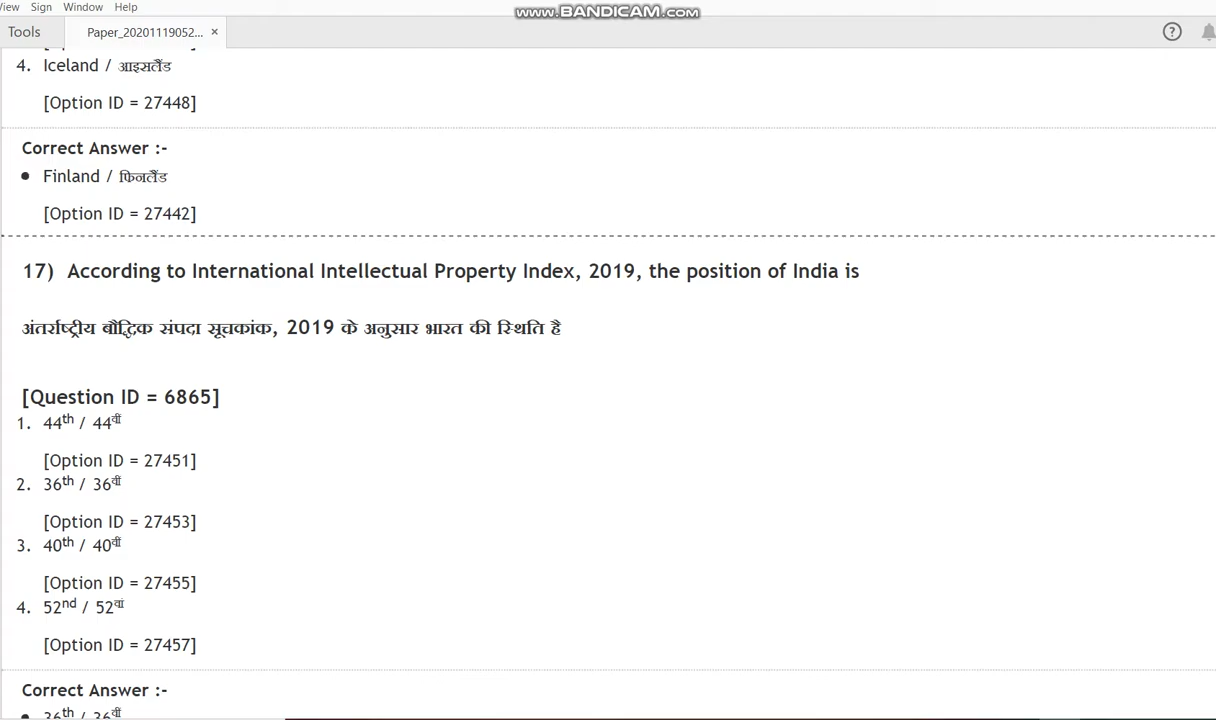 View Sign Window Help
www.BANDICAM.com
Tools Paper_20201119052... ×
4. Iceland / आइसलैंड
[Option ID = 27448]
Correct Answer :-
• Finland / फिनलैंड
[Option ID = 27442]
17) According to International Intellectual Property Index, 2019, the position of India is
अंतर्राष्ट्रीय बौद्धिक संपदा सूचकांक, 2019 के अनुसार भारत की स्थिति है
[Question ID = 6865]
1. 44th / 44वीं
[Option ID = 27451]
2. 36th / 36वीं
[Option ID = 27453]
3. 40th / 40वीं
[Option ID = 27455]
4. 52nd / 52वां
[Option ID = 27457]
Correct Answer :-
• 36th / 36वीं